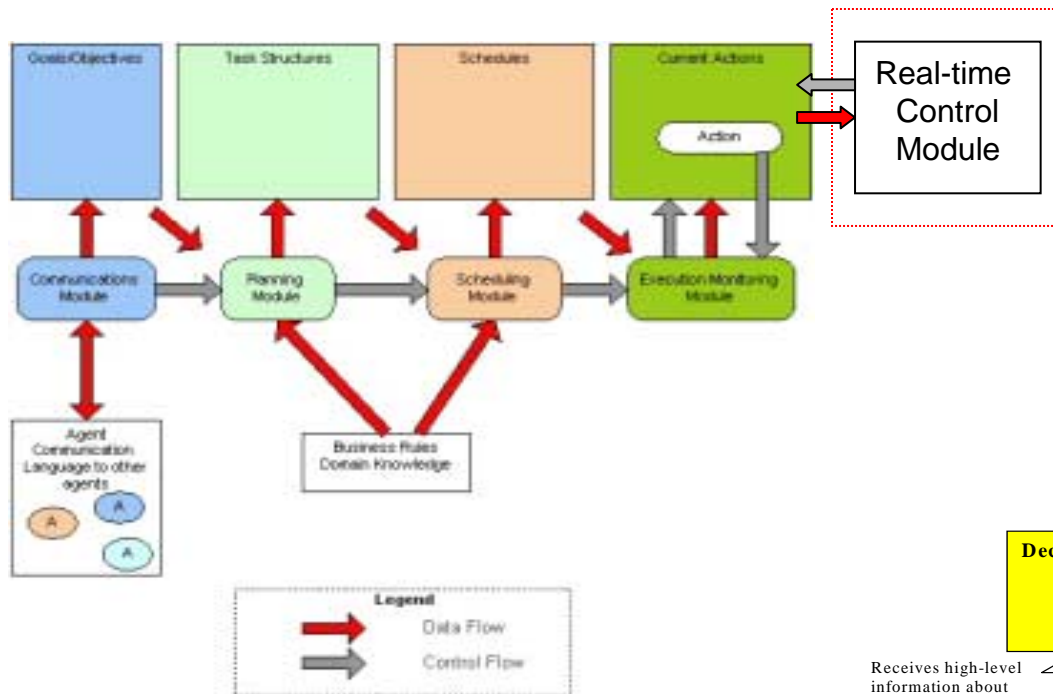 Goals/Objectives
Task Structures
Schedules
Current Actions
Real-time
Control
Module
Action
Communications
Module
Planning
Module
Scheduling
Module
Execution Monitoring
Module
Agent
Communication
Language to other
agents
A
A
A
Business Rules
Domain Knowledge
Legend
Data Flow
Control Flow
Dec
Receives high-level
information about